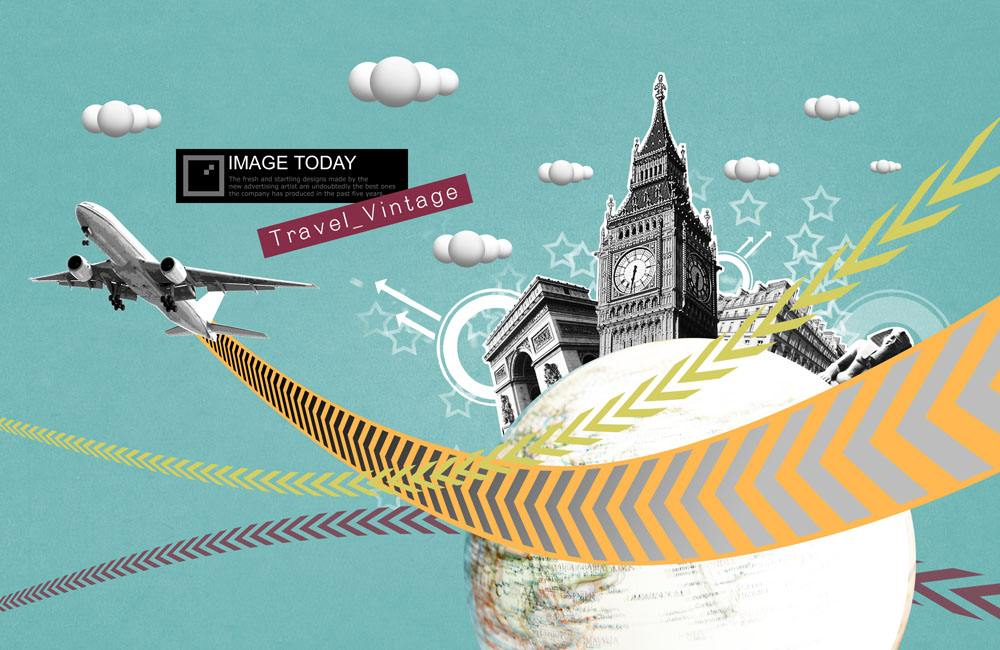 IMAGE TODAY
The fresh and startling designs made by the
new advertising artist are undoubtedly the best ones
the company has produced in the past five years
Travel_Vintage